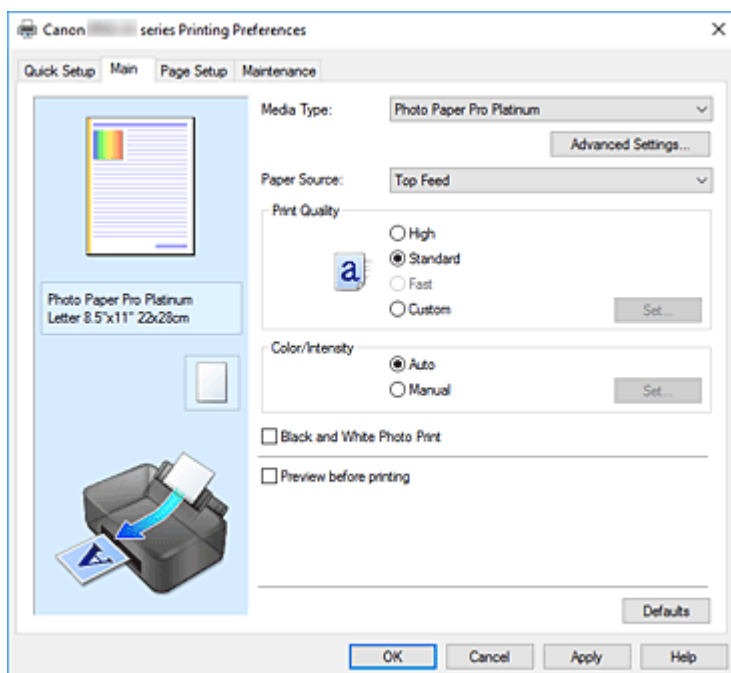 Canon series Printing Preferences
Quick Setup Main Page Setup Maintenance
Media Type: Photo Paper Pro Platinum
Advanced Settings...
Paper Source: Top Feed
Print Quality
High
a Standard
Fast
Custom Set...
Photo Paper Pro Platinum
Letter 8.5"x11" 22x28cm
Color/Intensity
Auto
Manual Set...
Black and White Photo Print
Preview before printing
A
Defaults
OK Cancel Apply Help